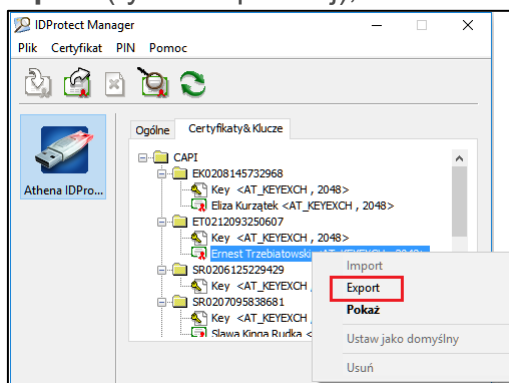 IDProtect Manager
Plik Certyfikat PIN Pomoc
Ogólne Certyfikaty&Klucze
Athena IDPro...
CAPI
EK0208145732968
Key <AT_KEYEXCH , 2048>
Eliza Kurzątek <AT_KEYEXCH , 2048>
ET0212093250607
Key <AT_KEYEXCH , 2048>
Ernest Trzebiatowski <AT_KEYEXCH , 2048>
SR0206125229429
Key <AT_KEYEXCH ,
SR0207095838681
Key <AT_KEYEXCH ,
Slawa Kinga Rudka <
Import
Export
Pokaż
Ustaw jako domyślny
Usuń